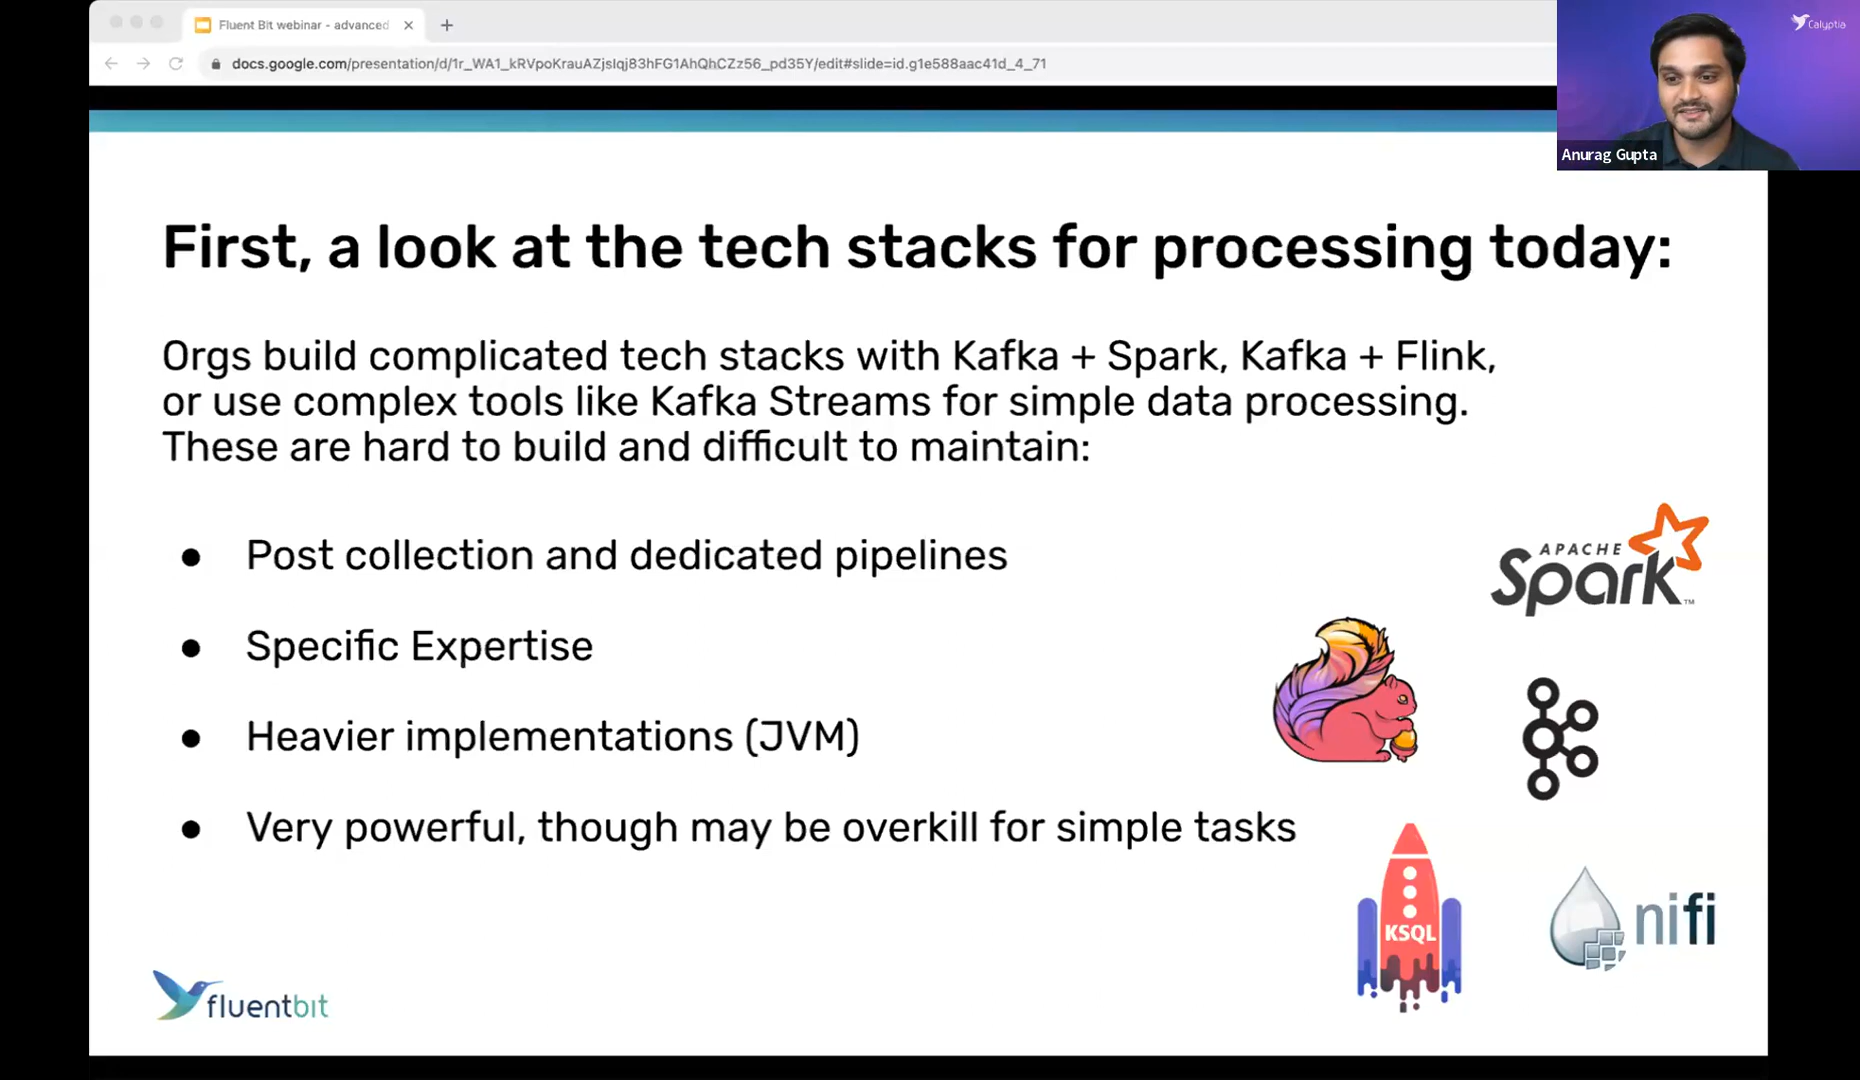 Fluent Bit webinar - advanced
docs.google.com/presentation/d/1r_WA1_kRVpoKrauAZjsIqj83hFG1AhQhCZz56_pd35Y/edit#slide=id.g1e588aac41d_4_71
Calyptia
Anurag Gupta
First, a look at the tech stacks for processing today:
Orgs build complicated tech stacks with Kafka + Spark, Kafka + Flink,
or use complex tools like Kafka Streams for simple data processing.
These are hard to build and difficult to maintain:
● Post collection and dedicated pipelines
● Specific Expertise
● Heavier implementations (JVM)
● Very powerful, though may be overkill for simple tasks
APACHE
Spark™
KSQL
nifi
fluentbit